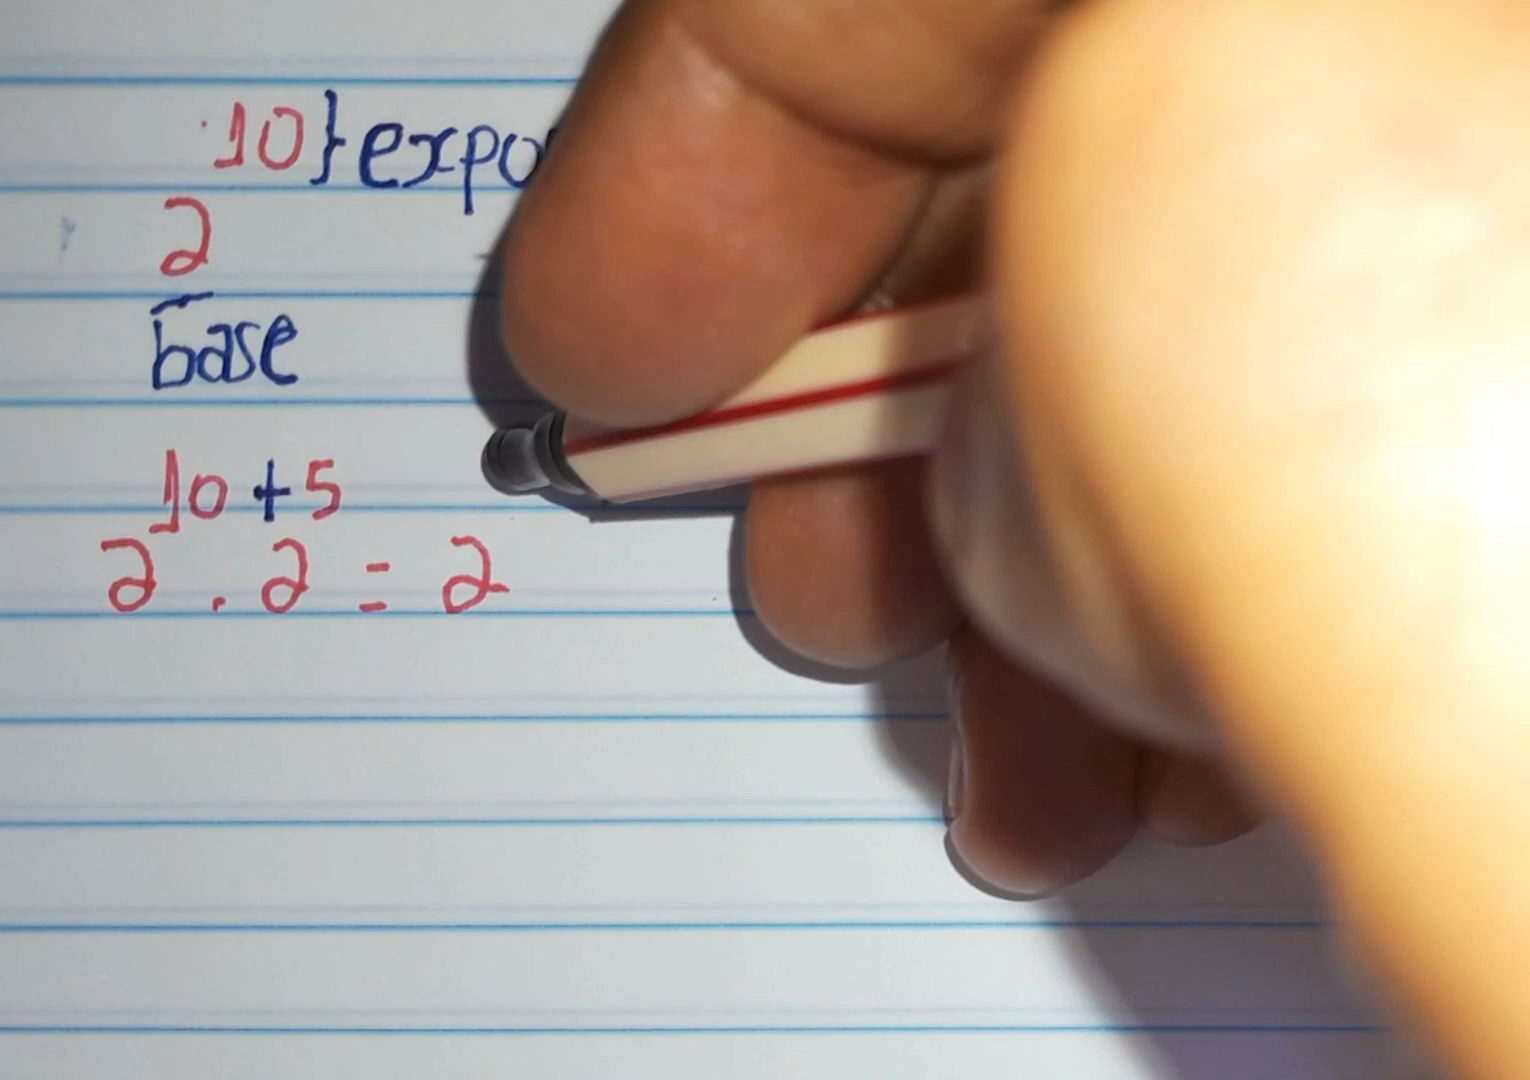 10} expo
2
base
10 + 5
2 . 2 = 2